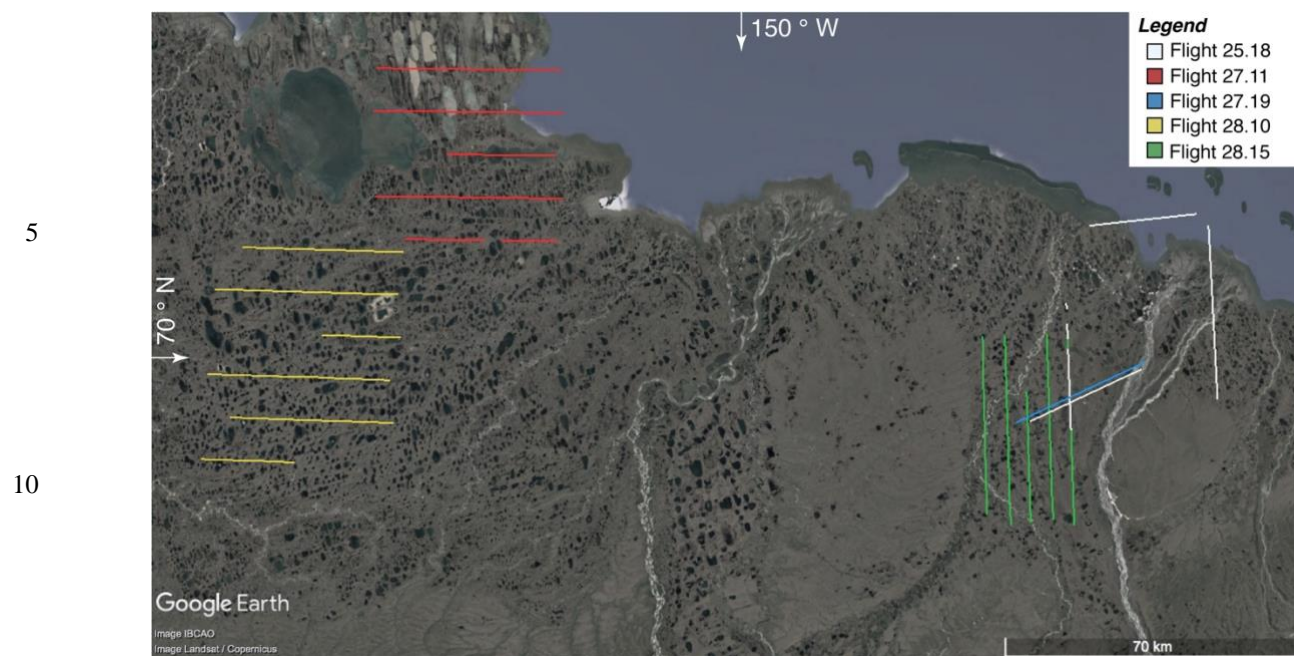 150 ° W
Legend
Flight 25.18
Flight 27.11
Flight 27.19
Flight 28.10
Flight 28.15
5
70 ° N
10
Google Earth
Image IBCAO
Image Landsat / Copernicus
70 km